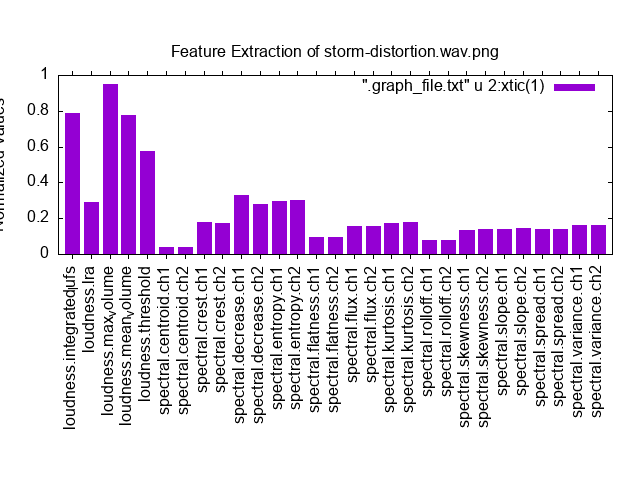 Feature Extraction of storm-distortion.wav.png
".graph_file.txt" u 2:xtic(1)
1
0.8
0.6
0.4
0.2
0
Normalized Values
loudness.integratedlufs
loudness.lra
loudness.maxvolume
loudness.meanvolume
loudness.threshold
spectral.centroid.ch1
spectral.centroid.ch2
spectral.crest.ch1
spectral.crest.ch2
spectral.decrease.ch1
spectral.decrease.ch2
spectral.entropy.ch1
spectral.entropy.ch2
spectral.flatness.ch1
spectral.flatness.ch2
spectral.flux.ch1
spectral.flux.ch2
spectral.kurtosis.ch1
spectral.kurtosis.ch2
spectral.rolloff.ch1
spectral.rolloff.ch2
spectral.skewness.ch1
spectral.skewness.ch2
spectral.slope.ch1
spectral.slope.ch2
spectral.spread.ch1
spectral.spread.ch2
spectral.variance.ch1
spectral.variance.ch2